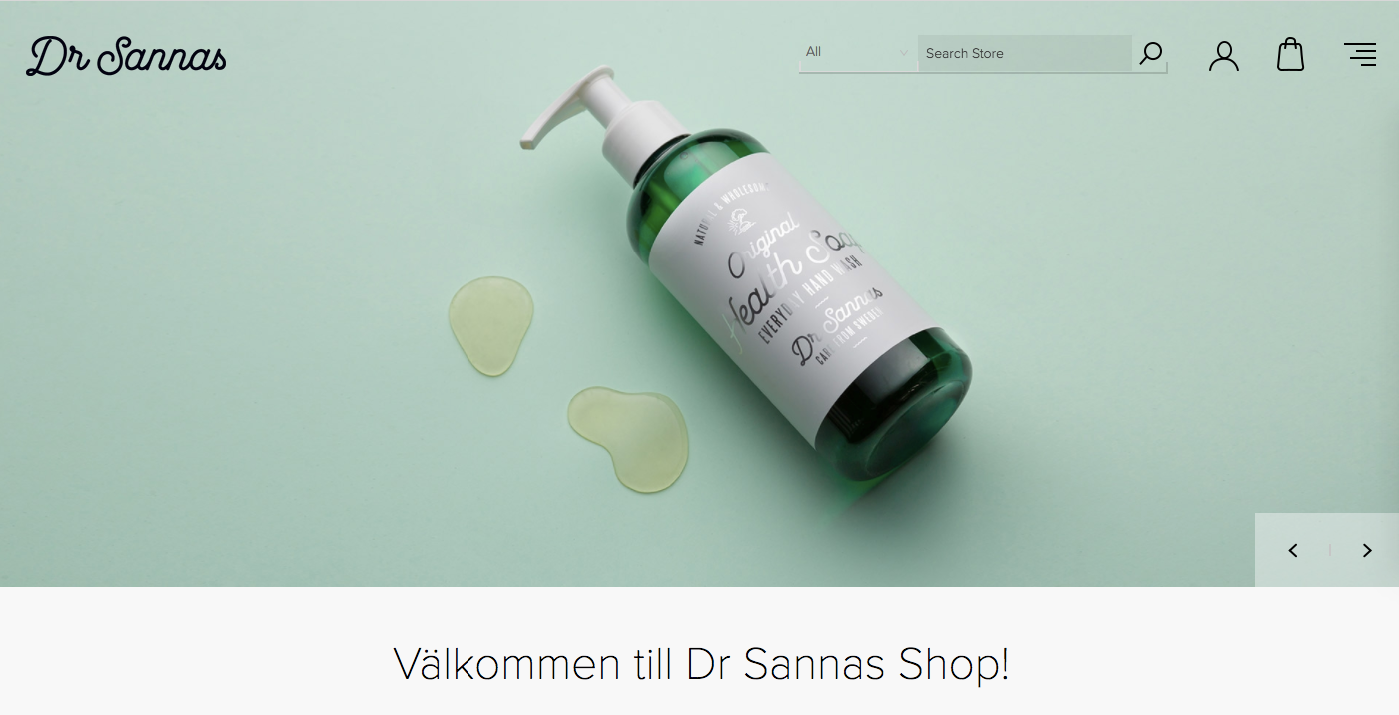 Dr Sannas
All
Search Store
NATURAL & WHOLESOME
Original
Health Soap
EVERYDAY HAND WASH
Dr Sannas
CARE FROM SWEDEN
Välkommen till Dr Sannas Shop!